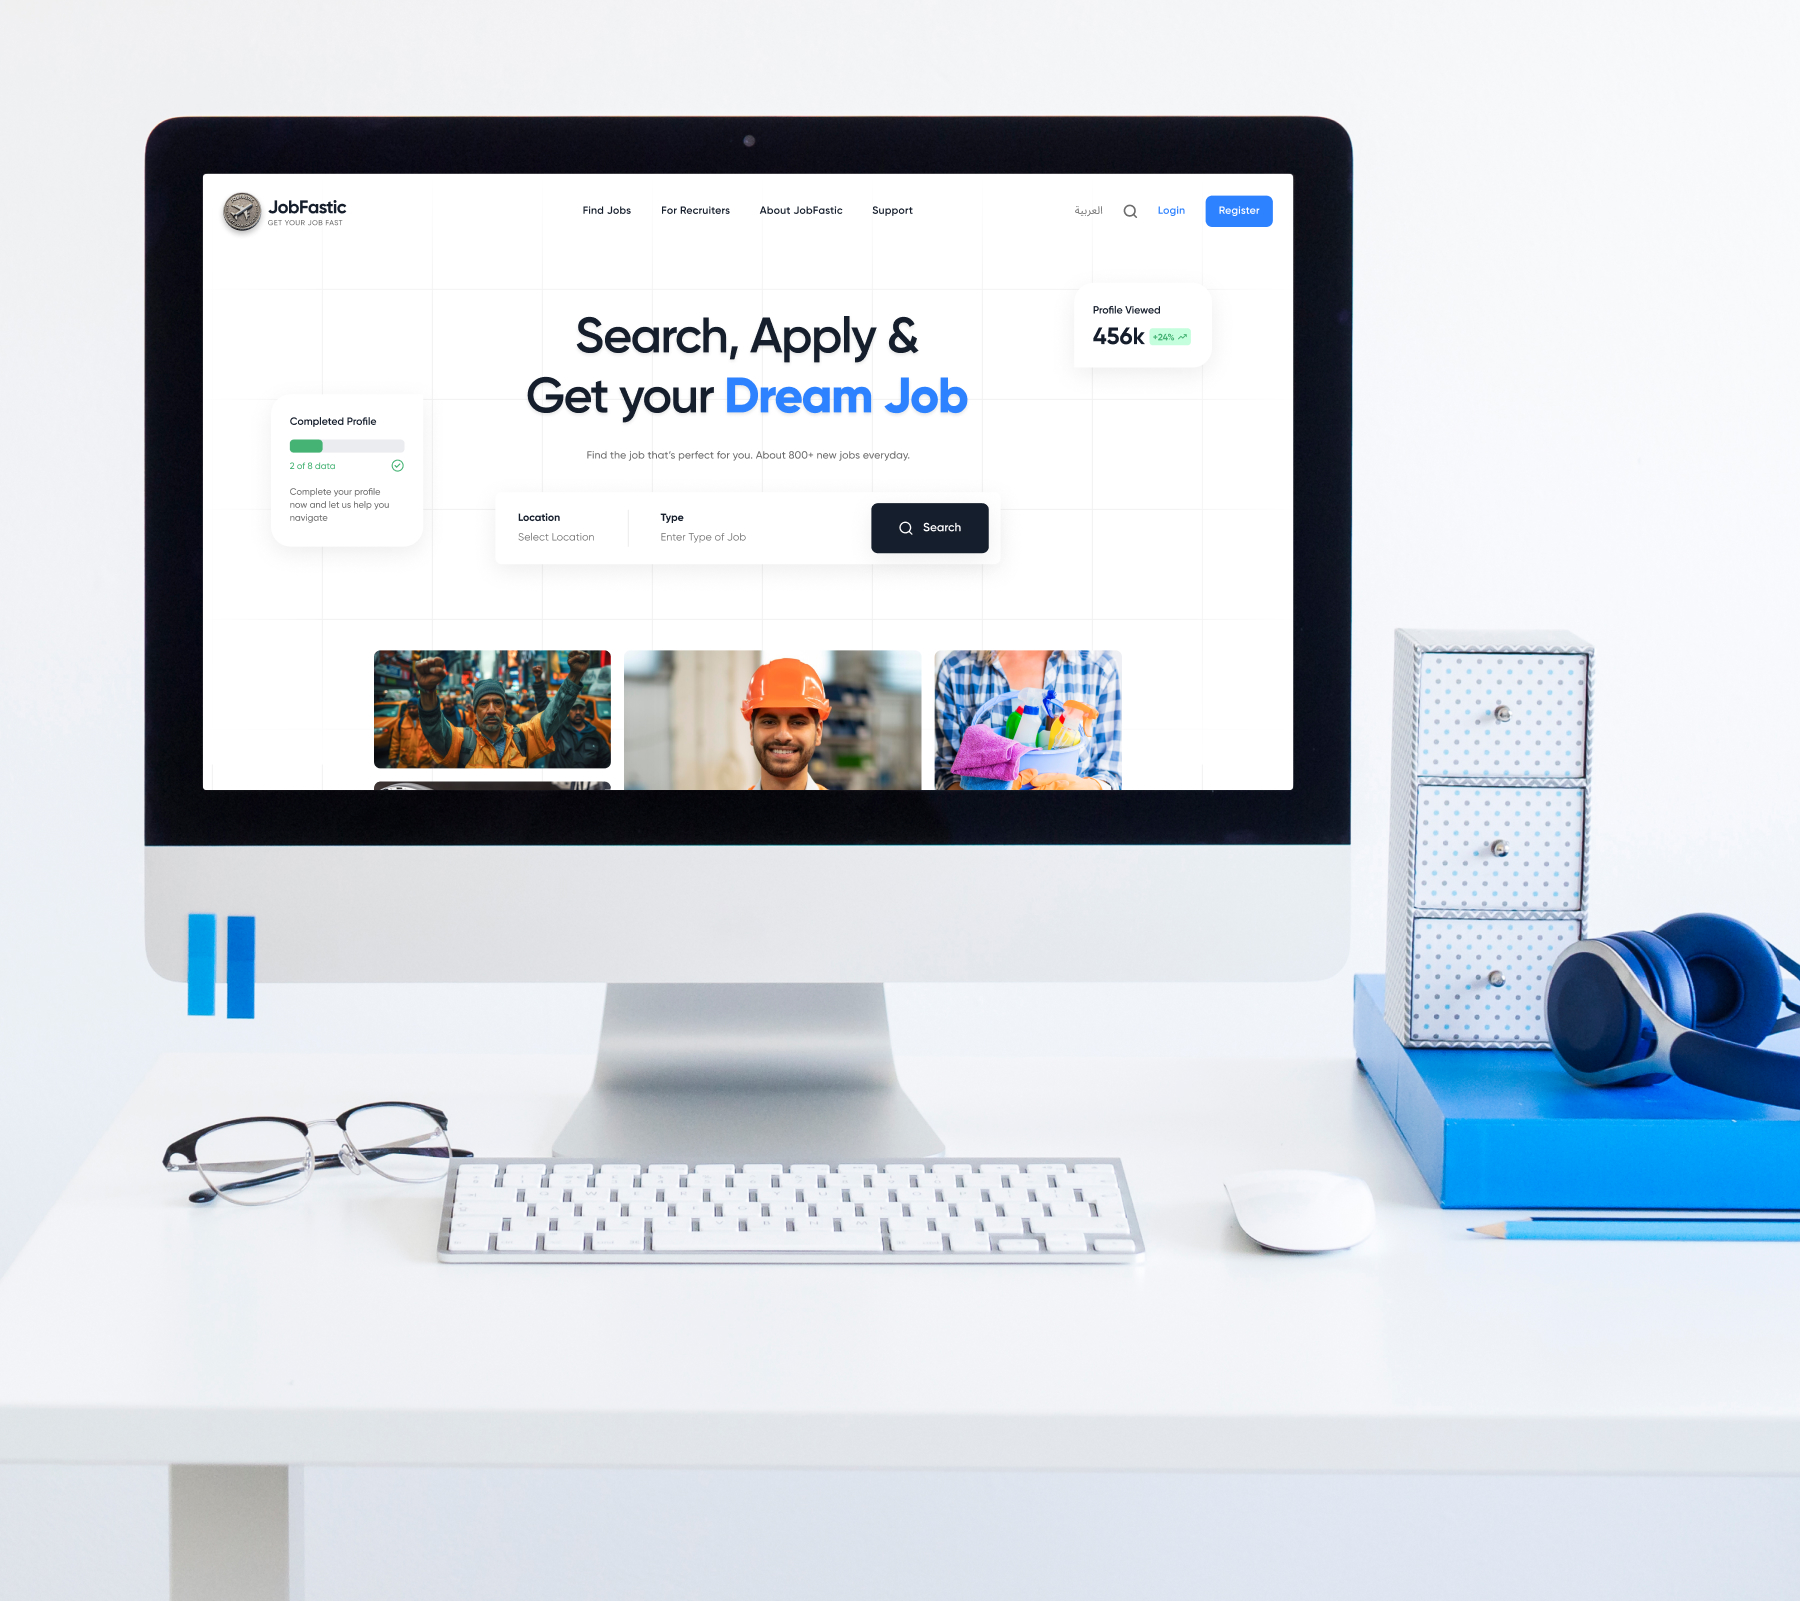 JobFastic
GET YOUR JOB FAST
Find Jobs
For Recruiters
About JobFastic
Support
العربية
Login
Register
Profile Viewed
456k +24%
Search, Apply &
Get your Dream Job
Completed Profile
2 of 8 data
Complete your profile
now and let us help you
navigate
Find the job that's perfect for you. About 800+ new jobs everyday.
Location
Select Location
Type
Enter Type of Job
Search